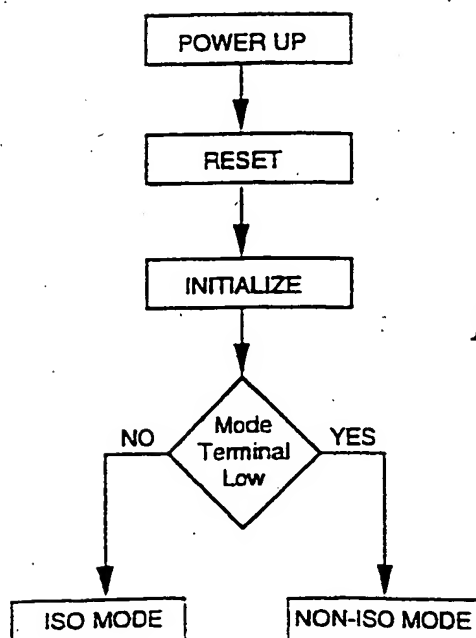 POWER UP
RESET
INITIALIZE
Mode
Terminal
Low
NO
YES
ISO MODE
NON-ISO MODE